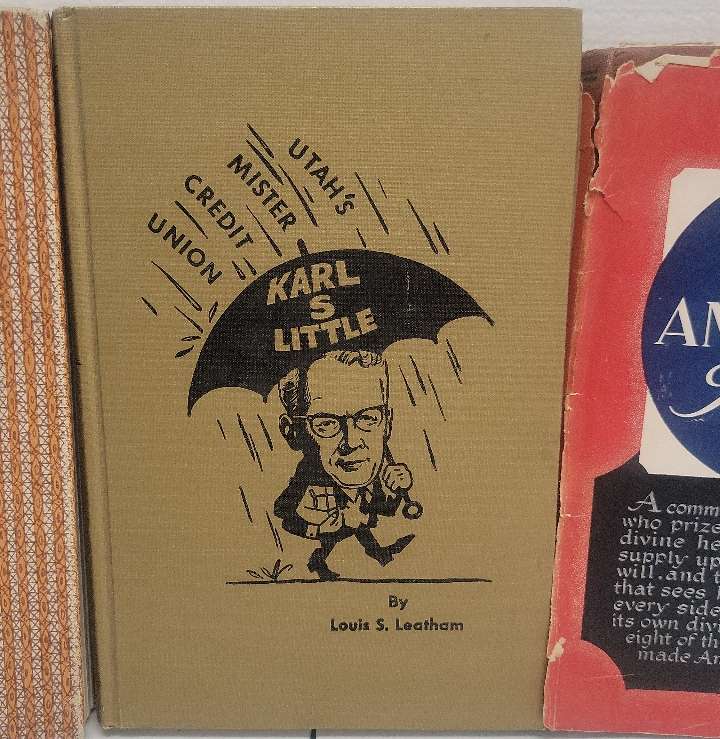 UTAH'S
MISTER
CREDIT
UNION
KARL
S
LITTLE
By
Louis S. Leatham
A comm
who prize
divine he
supply up
will. and
that sees
every side
its own divi
eight of th
made Am